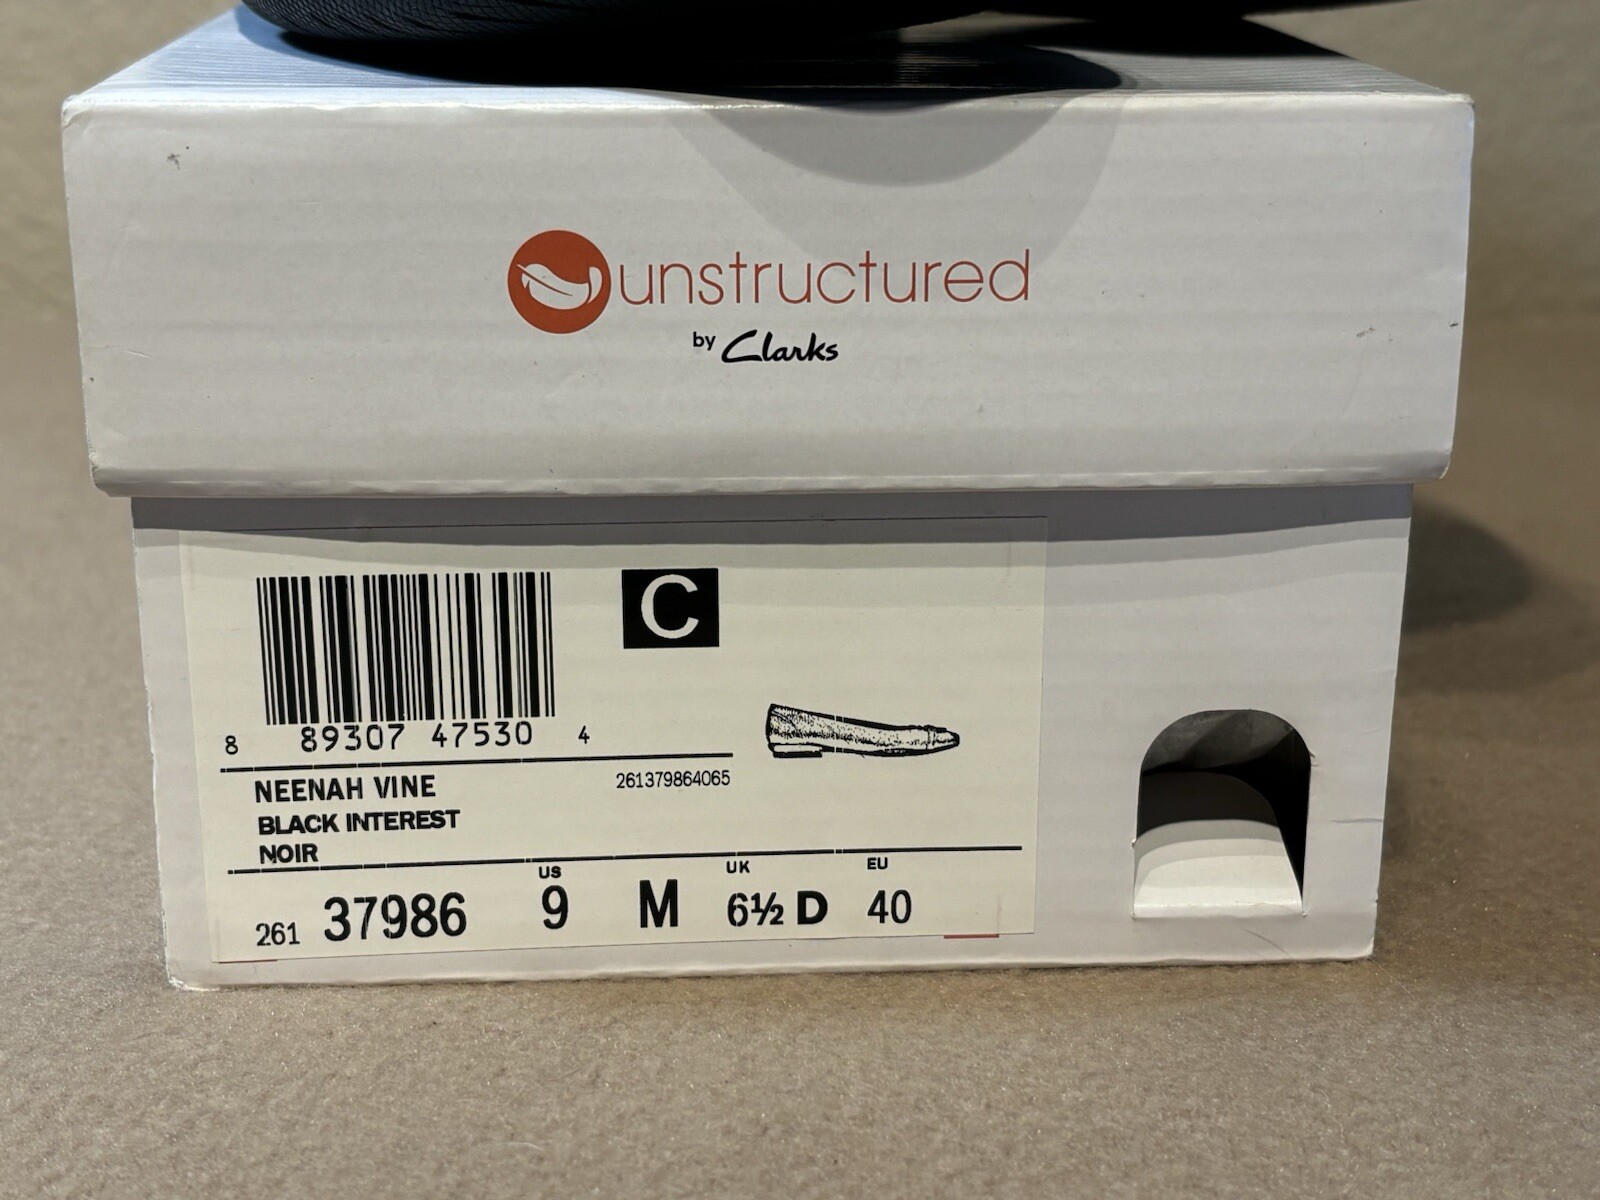 unstructured
by Clarks
C
8 89307 47530 4
NEENAH VINE
261379864065
BLACK INTEREST
NOIR
US UK EU
261 37986 9 M 6½ D 40